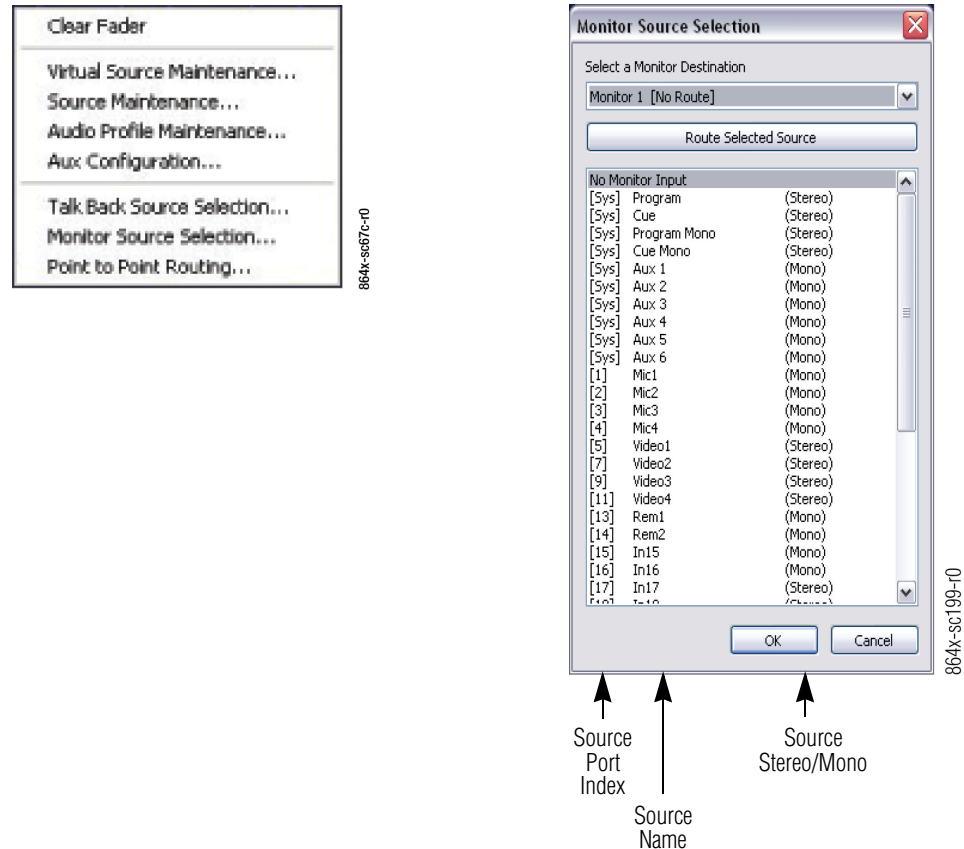 Clear Fader
Virtual Source Maintenance...
Source Maintenance...
Audio Profile Maintenance...
Aux Configuration...
Talk Back Source Selection...
Monitor Source Selection...
Point to Point Routing...
864x-sc67c-r0
Monitor Source Selection
Select a Monitor Destination
Monitor 1 [No Route]
Route Selected Source
No Monitor Input
[Sys] Program (Stereo)
[Sys] Cue (Stereo)
[Sys] Program Mono (Stereo)
[Sys] Cue Mono (Stereo)
[Sys] Aux 1 (Mono)
[Sys] Aux 2 (Mono)
[Sys] Aux 3 (Mono)
[Sys] Aux 4 (Mono)
[Sys] Aux 5 (Mono)
[Sys] Aux 6 (Mono)
[1] Mic1 (Mono)
[2] Mic2 (Mono)
[3] Mic3 (Mono)
[4] Mic4 (Mono)
[5] Video1 (Stereo)
[7] Video2 (Stereo)
[9] Video3 (Stereo)
[11] Video4 (Stereo)
[13] Rem1 (Mono)
[14] Rem2 (Mono)
[15] In15 (Mono)
[16] In16 (Mono)
[17] In17 (Stereo)
OK Cancel
864x-sc199-r0
Source
Port
Index
Source
Name
Source
Stereo/Mono